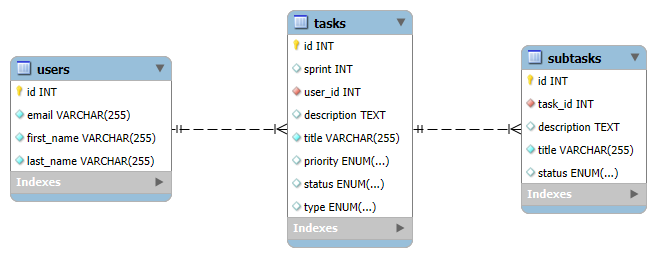 users
id INT
email VARCHAR(255)
first_name VARCHAR(255)
last_name VARCHAR(255)
Indexes
tasks
id INT
sprint INT
user_id INT
description TEXT
title VARCHAR(255)
priority ENUM(...)
status ENUM(...)
type ENUM(...)
Indexes
subtasks
id INT
task_id INT
description TEXT
title VARCHAR(255)
status ENUM(...)
Indexes